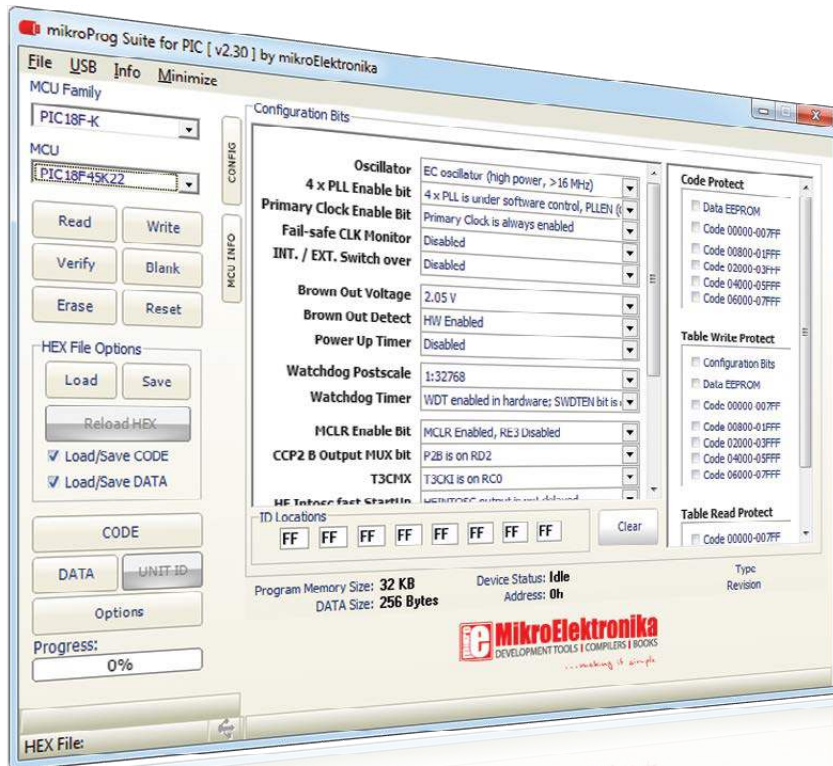 mikroProg Suite for PIC [ v2.30 ] by mikroElektronika
File USB Info Minimize
MCU Family
PIC18F-K
MCU
PIC18F45K22
Read Write
Verify Blank
Erase Reset
HEX File Options
Load Save
Reload HEX
Load/Save CODE
Load/Save DATA
CODE
DATA UNIT ID
Options
Progress:
0%
HEX File:
CONFIG
MCU INFO
Configuration Bits
Oscillator EC oscillator (high power, >16 MHz)
4 x PLL Enable bit 4 x PLL is under software control, PLLEN
Primary Clock Enable Bit Primary Clock is always enabled
Fail-safe CLK Monitor Disabled
INT. / EXT. Switch over Disabled
Brown Out Voltage 2.05 V
Brown Out Detect HW Enabled
Power Up Timer Disabled
Watchdog Postscale 1:32768
Watchdog Timer WDT enabled in hardware; SWDTEN bit is
MCLR Enable Bit MCLR Enabled, RE3 Disabled
CCP2 B Output MUX bit P2B is on RD2
T3CMX T3CKI is on RC0
HF Intosc fast StartUp HFINTOSC output is not delayed
ID Locations
FF FF FF FF FF FF FF FF
Clear
Code Protect
Data EEPROM
Code 00000-007FF
Code 00800-01FFF
Code 02000-03FFF
Code 04000-05FFF
Code 06000-07FFF
Table Write Protect
Configuration Bits
Data EEPROM
Code 00000-007FF
Code 00800-01FFF
Code 02000-03FFF
Code 04000-05FFF
Code 06000-07FFF
Table Read Protect
Code 00000-007FF
Program Memory Size: 32 KB
DATA Size: 256 Bytes
Device Status: Idle
Address: 0h
Type
Revision
MikroElektronika
DEVELOPMENT TOOLS | COMPILERS | BOOKS
...making it simple